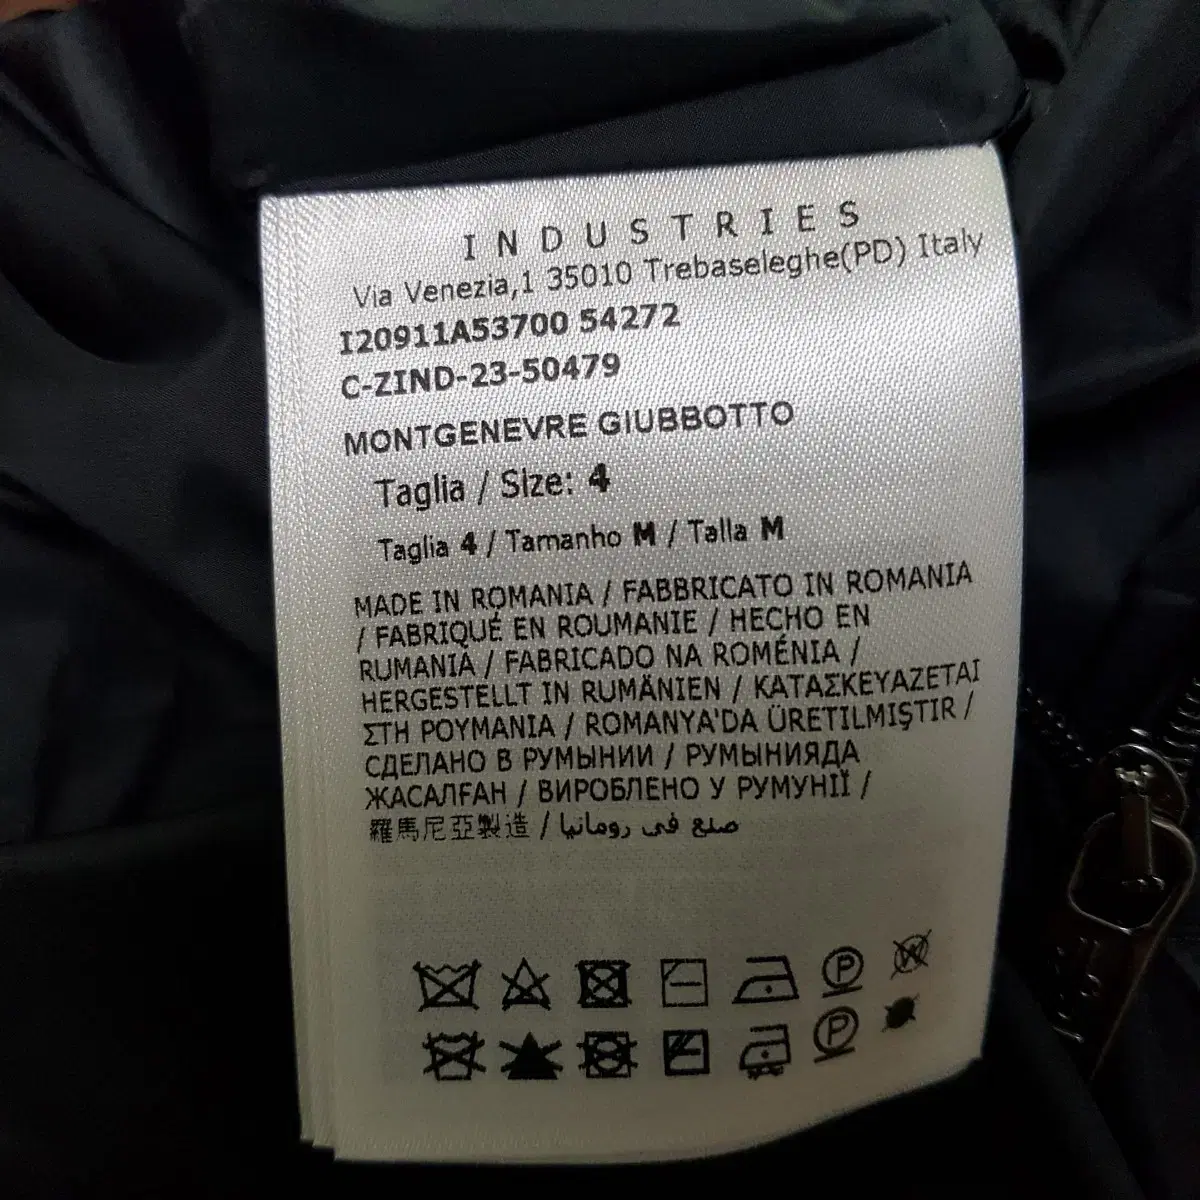 INDUSTRIES
Via Venezia,1 35010 Trebaseleghe(PD) Italy
I20911A53700 54272
C-ZIND-23-50479
MONTGENEVRE GIUBBOTTO
Taglia / Size: 4
Taglia 4 / Tamanho M / Talla M
MADE IN ROMANIA / FABBRICATO IN ROMANIA
/ FABRIQUÉ EN ROUMANIE / HECHO EN
RUMANIA / FABRICADO NA ROMÉNIA /
HERGESTELLT IN RUMÄNIEN / ΚΑΤΑΣΚΕΥΑΖΕΤΑΙ
ΣΤΗ ΡΟΥΜΑΝΙΑ / ROMANYA'DA ÜRETILMIŞTIR /
СДЕЛАНО В РУМЫНИИ / РУМЫНИЯДА
ЖАСАЛҒАН / ВИРОБЛЕНО У РУМУНІЇ /
羅馬尼亞製造 / صنع في رومانيا
P W
P